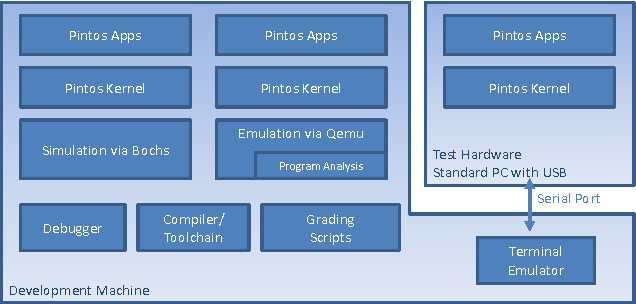 Pintos Apps
Pintos Apps
Pintos Apps
Pintos Kernel
Pintos Kernel
Pintos Kernel
Simulation via Bochs
Emulation via Qemu
Program Analysis
Test Hardware
Standard PC with USB
Serial Port
Debugger
Compiler/
Toolchain
Grading
Scripts
Terminal
Emulator
Development Machine